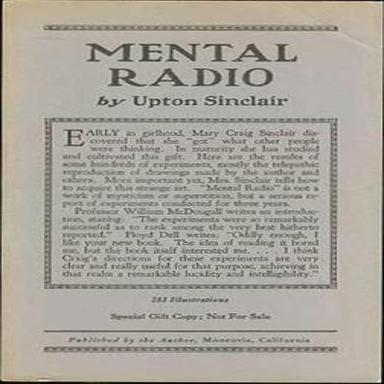 MENTAL
RADIO
by Upton Sinclair
EARLY in girlhood, Mary Craig Sinclair dis-
covered that she "got" what other people
were thinking. In maturity she has studied
and cultivated this gift. Here are the results of
some hundreds of experiments, mostly the telepathic
reproduction of drawings made by the author and
others. More important yet, Mrs. Sinclair tells how
to acquire this strange art. "Mental Radio" is not a
work of mysticism or superstition, but a serious re-
port of experiments conducted for three years.
Professor William McDougall writes an introduc-
tion, stating: "The experiments were so remarkably
successful as to rank among the very best hitherto
reported." Floyd Dell writes: "Oddly enough, I
like your new book. The idea of reading it bored
me, but the book itself interested me. . . . I think
Craig's directions for these experiments are very
clear and really useful for that purpose, achieving in
that realm a remarkable lucidity and intelligibility."
Illustrations
Special Gift Copy; Not For Sale
Published by the Author, Monrovia, California